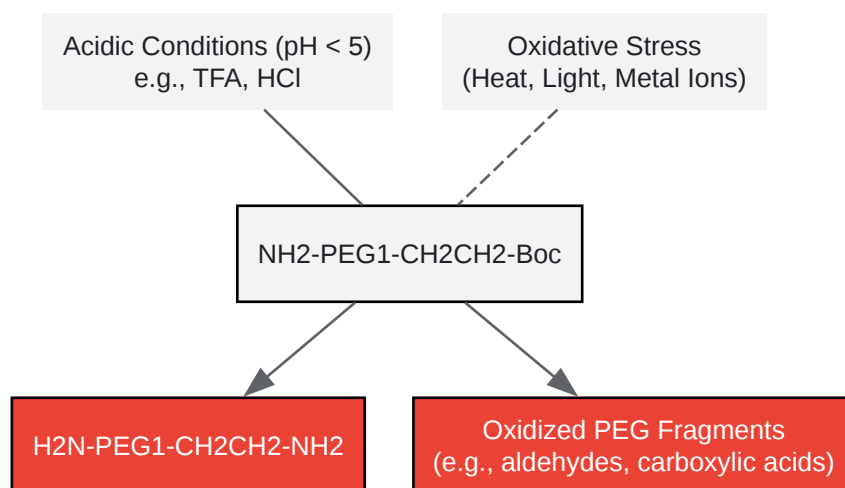 Acidic Conditions (pH < 5)
e.g., TFA, HCl
Oxidative Stress
(Heat, Light, Metal Ions)
NH2-PEG1-CH2CH2-Boc
H2N-PEG1-CH2CH2-NH2
Oxidized PEG Fragments
(e.g., aldehydes, carboxylic acids)